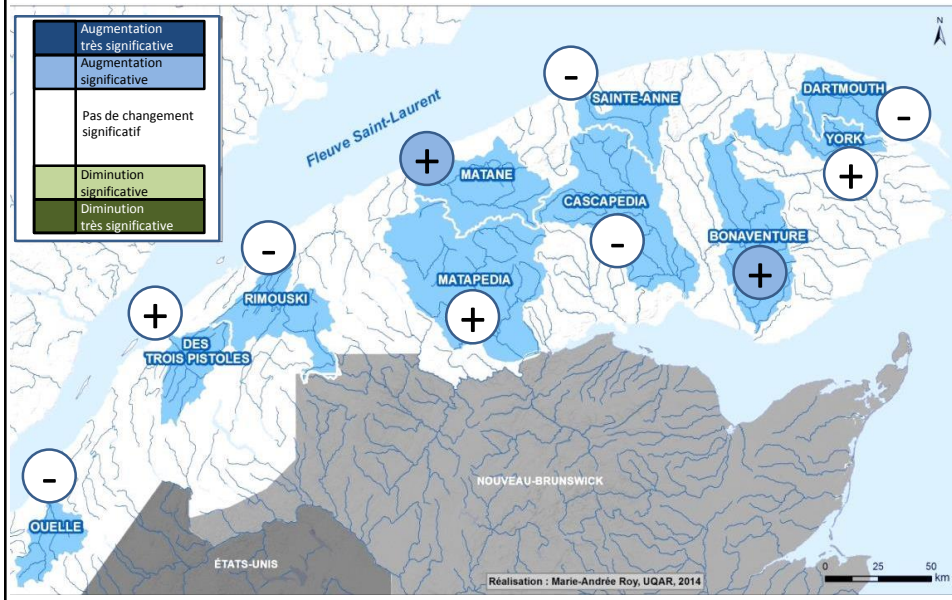 Augmentation
très significative
Augmentation
significative
Pas de changement
significatif
Diminution
significative
Diminution
très significative
N
Fleuve Saint-Laurent
-
SAINTE-ANNE
DARTMOUTH
-
YORK
+
+
MATANE
CASCAPEDIA
-
BONAVENTURE
+
-
RIMOUSKI
MATAPEDIA
+
+
DES
TROIS PISTOLES
-
OUELLE
NOUVEAU-BRUNSWICK
ÉTATS-UNIS
Réalisation : Marie-Andrée Roy, UQAR, 2014
0 25 50
km